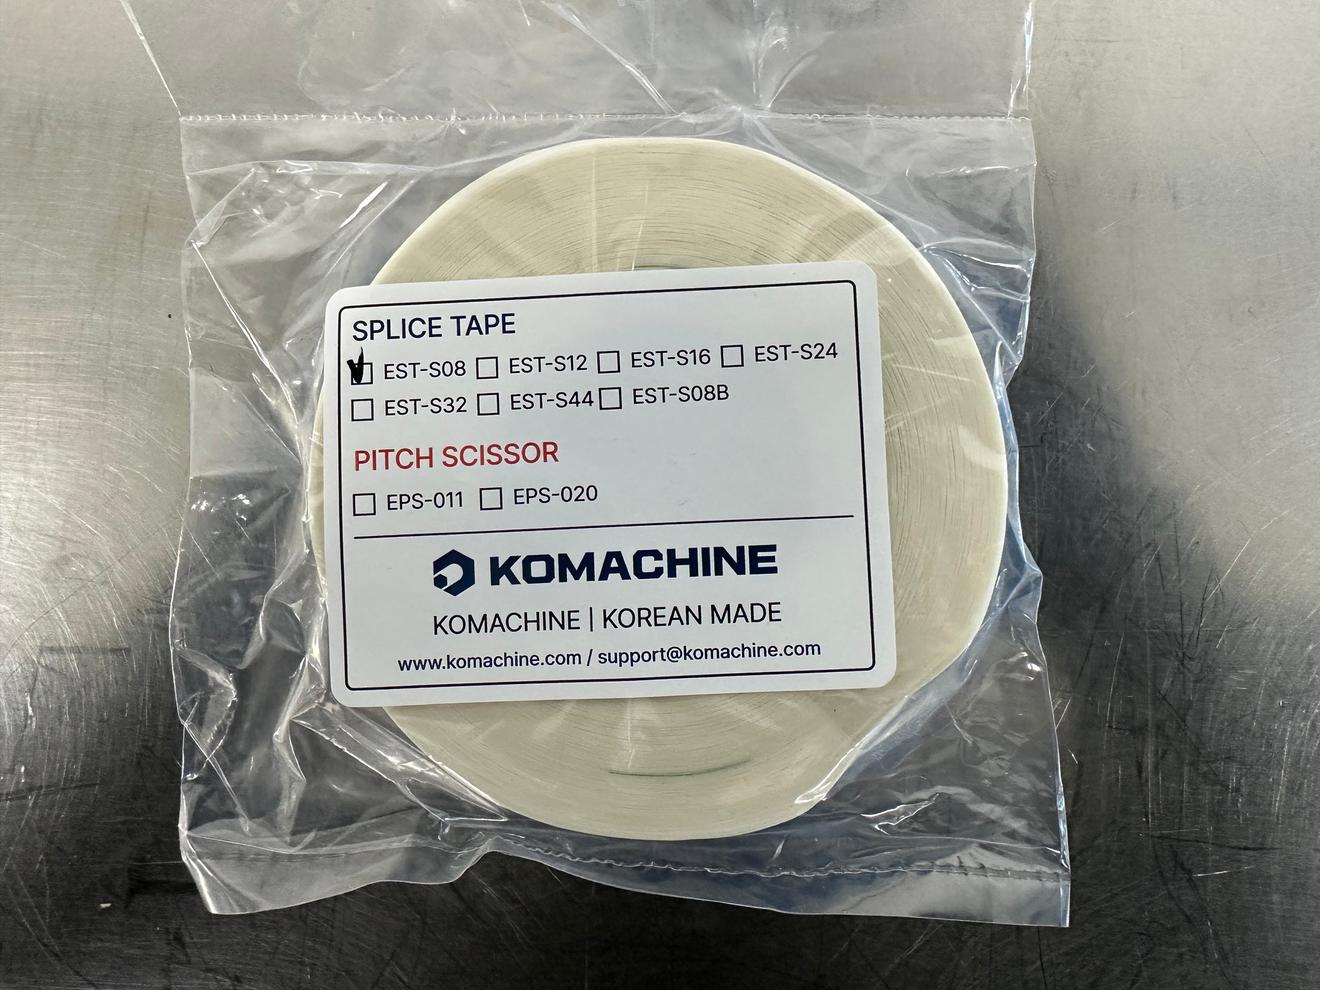 SPLICE TAPE
EST-S08 EST-S12 EST-S16 EST-S24
EST-S32 EST-S44 EST-S08B
PITCH SCISSOR
EPS-011 EPS-020
KOMACHINE
KOMACHINE | KOREAN MADE
www.komachine.com / support@komachine.com